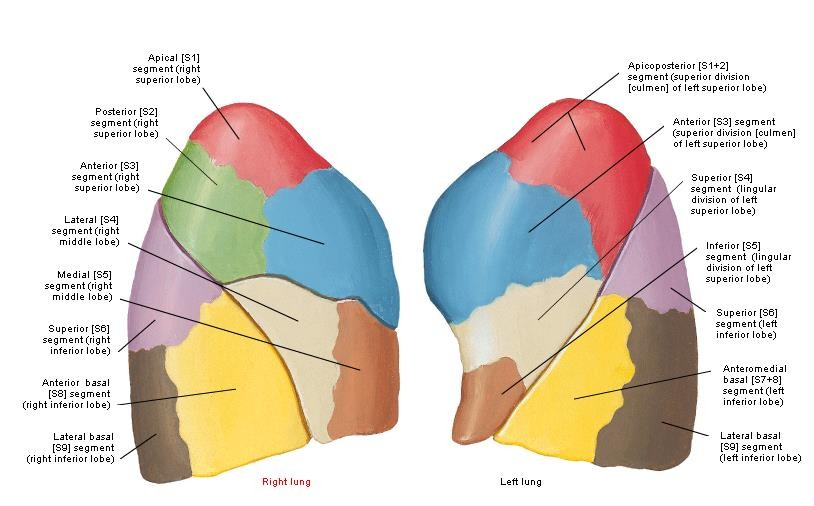 Apical [S1]
segment (right
superior lobe)
Posterior [S2]
segment (right
superior lobe)
Anterior [S3]
segment (right
superior lobe)
Lateral [S4]
segment (right
middle lobe)
Medial [S5]
segment (right
middle lobe)
Superior [S6]
segment (right
inferior lobe)
Anterior basal
[S8] segment
(right inferior lobe)
Lateral basal
[S9] segment
(right inferior lobe)
Right lung
Apicoposterior [S1+2]
segment (superior division
[culmen] of left superior lobe)
Anterior [S3] segment
(superior division [culmen]
of left superior lobe)
Superior [S4]
segment (lingular
division of left
superior lobe)
Inferior [S5]
segment (lingular
division of left
superior lobe)
Superior [S6]
segment (left
inferior lobe)
Anteromedial
basal [S7+8]
segment (left
inferior lobe)
Lateral basal
[S9] segment
(left inferior lobe)
Left lung